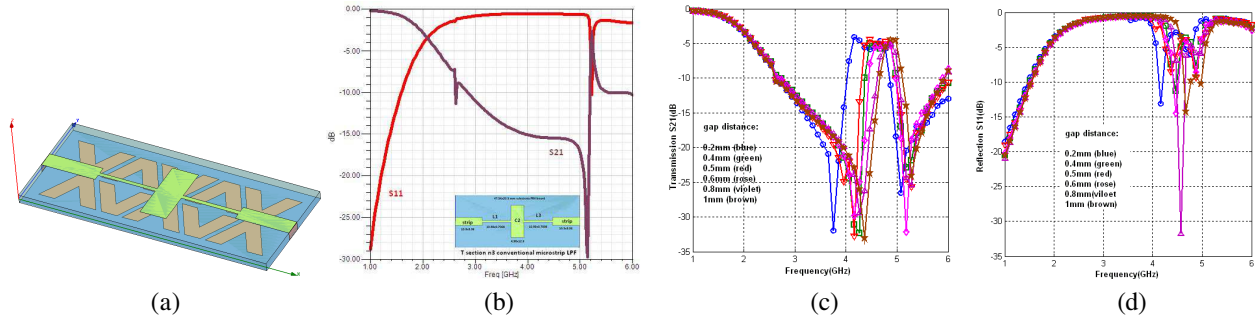 0.00
-5.00
-10.00
-15.00
-20.00
-25.00
-30.00
dB
S11
S21
strip
L1
C2
L3
strip
T section n3 conventional microstrip LPF
1.00
2.00
3.00
4.00
5.00
6.00
Freq [GHz]
Transmission S21(dB)
0
-5
-10
-15
-20
-25
-30
-35
gap distance:
0.2mm (blue)
0.4mm (green)
0.5mm (red)
0.6mm (rose)
0.8mm (violet)
1mm (brown)
1
2
3
4
5
6
Frequency(GHz)
Reflection S11(dB)
0
-5
-10
-15
-20
-25
-30
-35
gap distance:
0.2mm (blue)
0.4mm (green)
0.5mm (red)
0.6mm (rose)
0.8mm(viloet)
1mm (brown)
1
2
3
4
5
6
Frequency(GHz)
(a)
(b)
(c)
(d)